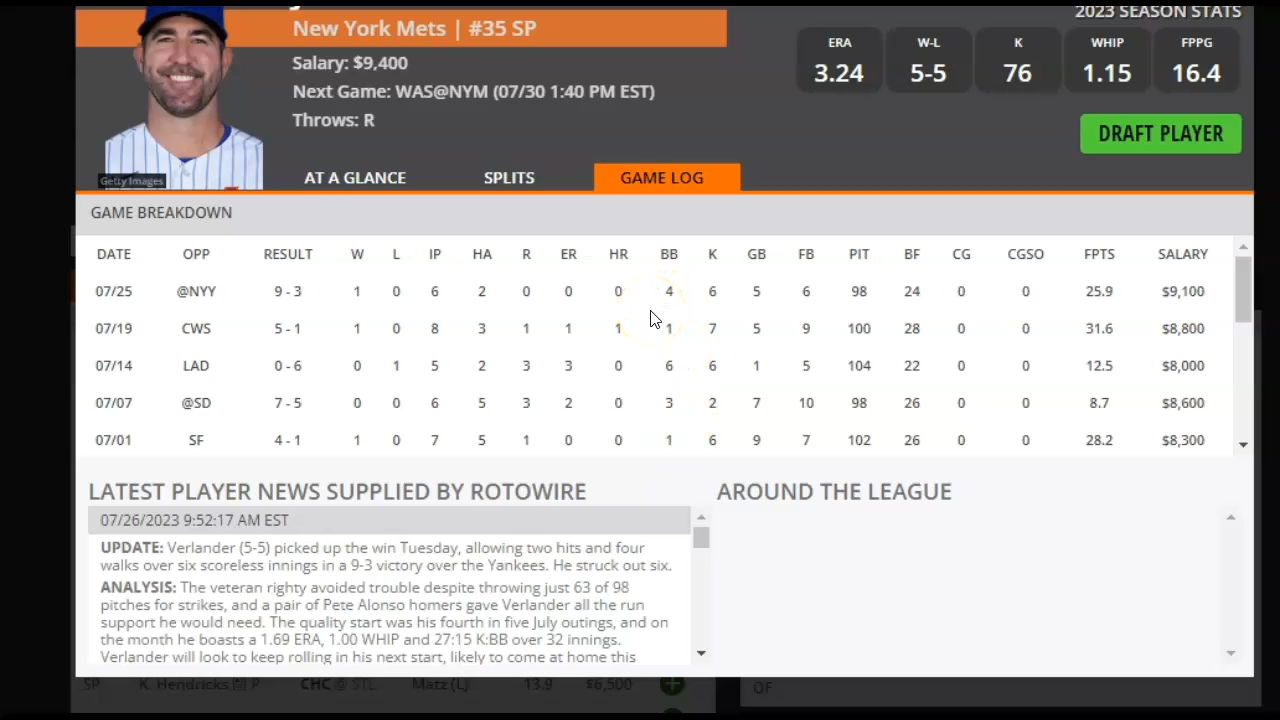 2023 SEASON STATS
New York Mets | #35 SP
Salary: $9,400
Next Game: WAS@NYM (07/30 1:40 PM EST)
Throws: R
ERA W-L K WHIP FPPG
3.24 5-5 76 1.15 16.4
DRAFT PLAYER
Getty Images
AT A GLANCE SPLITS GAME LOG
GAME BREAKDOWN
DATE OPP RESULT W L IP HA R ER HR BB K GB FB PIT BF CG CGSO FPTS SALARY
07/25 @NYY 9 - 3 1 0 6 2 0 0 0 4 6 5 6 98 24 0 0 25.9 $9,100
07/19 CWS 5 - 1 1 0 8 3 1 1 1 1 7 5 9 100 28 0 0 31.6 $8,800
07/14 LAD 0 - 6 0 1 5 2 3 3 0 6 6 1 5 104 22 0 0 12.5 $8,000
07/07 @SD 7 - 5 0 0 6 5 3 2 0 3 2 7 10 98 26 0 0 8.7 $8,600
07/01 SF 4 - 1 1 0 7 5 1 0 0 1 6 9 7 102 26 0 0 28.2 $8,300
LATEST PLAYER NEWS SUPPLIED BY ROTOWIRE
07/26/2023 9:52:17 AM EST
UPDATE: Verlander (5-5) picked up the win Tuesday, allowing two hits and four
walks over six scoreless innings in a 9-3 victory over the Yankees. He struck out six.
ANALYSIS: The veteran righty avoided trouble despite throwing just 63 of 98
pitches for strikes, and a pair of Pete Alonso homers gave Verlander all the run
support he would need. The quality start was his fourth in five July outings, and on
the month he boasts a 1.69 ERA, 1.00 WHIP and 27:15 K:BB over 32 innings.
Verlander will look to keep rolling in his next start, likely to come at home this
AROUND THE LEAGUE
SP K. Hendricks P CHC @ STL Matz (L) 13.9 $6,500
OF